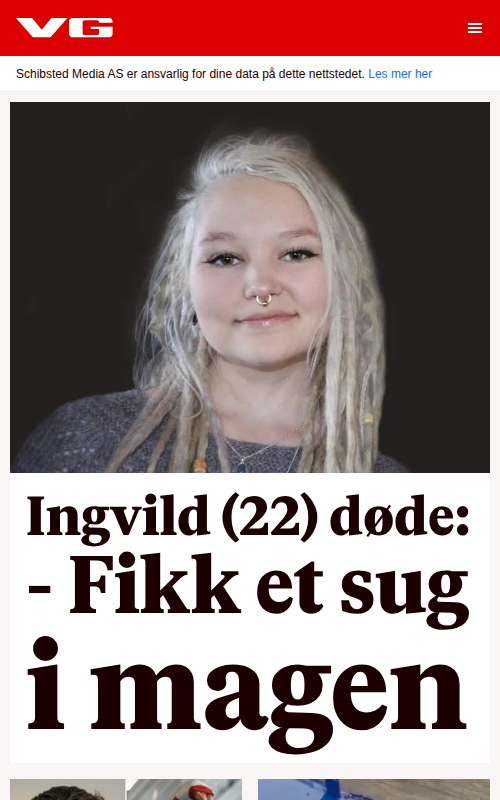 VG
Schibsted Media AS er ansvarlig for dine data på dette nettstedet. Les mer her
Ingvild (22) døde:
- Fikk et sug
i magen